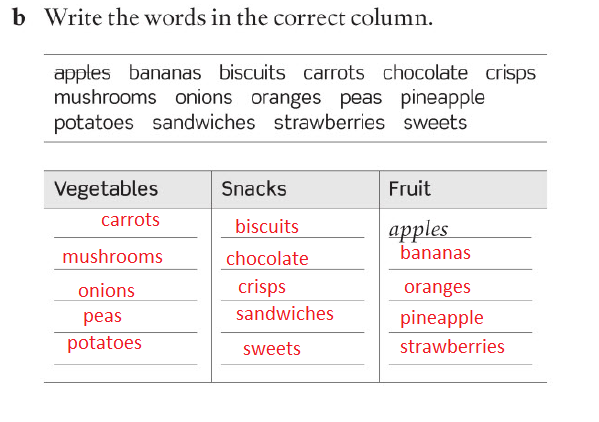 b Write the words in the correct column.
apples bananas biscuits carrots chocolate crisps
mushrooms onions oranges peas pineapple
potatoes sandwiches strawberries sweets
Vegetables Snacks Fruit
carrots biscuits apples
mushrooms chocolate bananas
onions crisps oranges
peas sandwiches pineapple
potatoes sweets strawberries